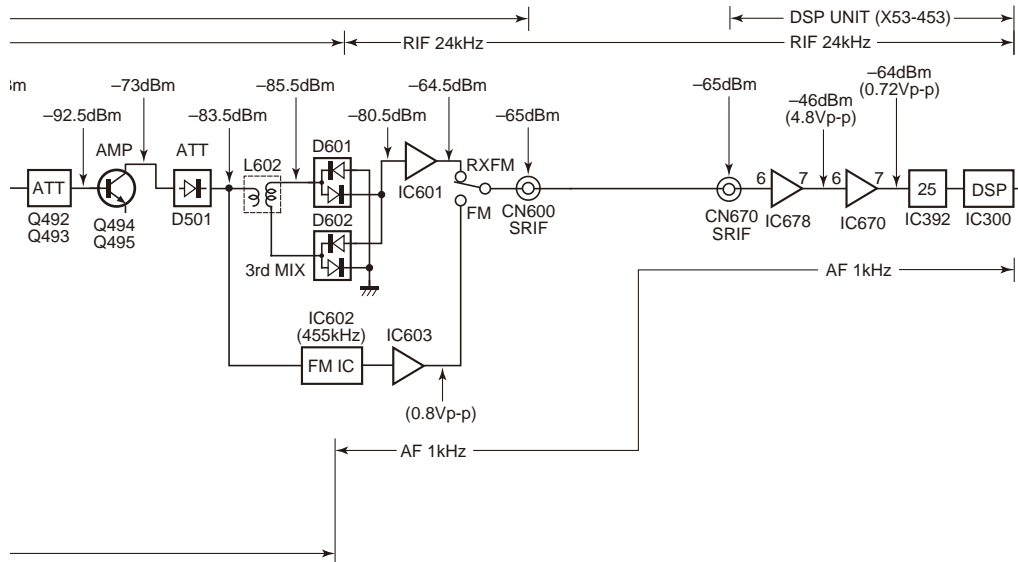 DSP UNIT (X53-453)
RIF 24kHz
RIF 24kHz
–73dBm
–85.5dBm
–64.5dBm
–64dBm
(0.72Vp-p)
–92.5dBm
–83.5dBm
–80.5dBm
–65dBm
–65dBm
–46dBm
(4.8Vp-p)
AMP
ATT
L602
D601
RXFM
ATT
IC601
6
7
6
7
25
DSP
Q492
Q493
Q494
Q495
D501
D602
FM
CN600
SRIF
CN670
SRIF
IC678
IC670
IC392
IC300
3rd MIX
AF 1kHz
IC602
(455kHz)
IC603
FM IC
(0.8Vp-p)
AF 1kHz